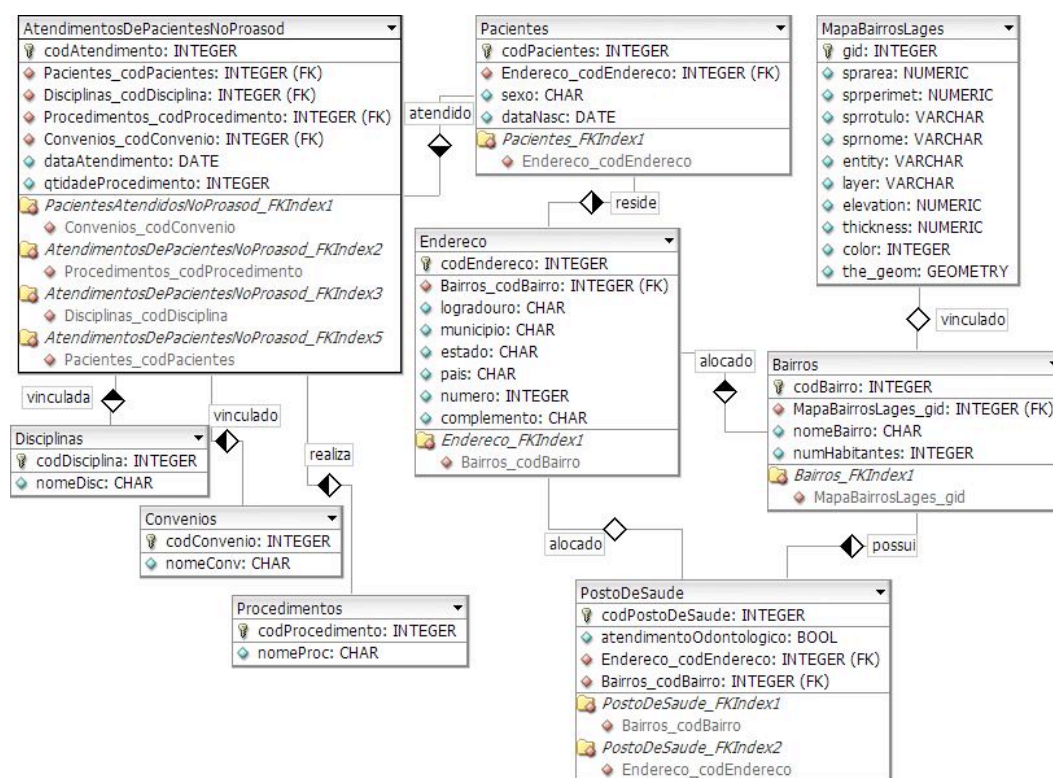 AtendimentosDePacientesNoProasod
codAtendimento: INTEGER
Pacientes_codPacientes: INTEGER (FK)
Disciplinas_codDisciplina: INTEGER (FK)
Procedimentos_codProcedimento: INTEGER (FK)
Convenios_codConvenio: INTEGER (FK)
dataAtendimento: DATE
qtidadeProcedimento: INTEGER
PacientesAtendidosNoProasod_FKIndex1
Convenios_codConvenio
AtendimentosDePacientesNoProasod_FKIndex2
Procedimentos_codProcedimento
AtendimentosDePacientesNoProasod_FKIndex3
Disciplinas_codDisciplina
AtendimentosDePacientesNoProasod_FKIndex5
Pacientes_codPacientes
atendido
Pacientes
codPacientes: INTEGER
Endereco_codEndereco: INTEGER (FK)
sexo: CHAR
dataNasc: DATE
Pacientes_FKIndex1
Endereco_codEndereco
reside
MapaBairrosLages
gid: INTEGER
sprarea: NUMERIC
sprperimet: NUMERIC
sprrotulo: VARCHAR
sprnome: VARCHAR
entity: VARCHAR
layer: VARCHAR
elevation: NUMERIC
thickness: NUMERIC
color: INTEGER
the_geom: GEOMETRY
vinculado
Endereco
codEndereco: INTEGER
Bairros_codBairro: INTEGER (FK)
logradouro: CHAR
municipio: CHAR
estado: CHAR
pais: CHAR
numero: INTEGER
complemento: CHAR
Endereco_FKIndex1
Bairros_codBairro
alocado
Bairros
codBairro: INTEGER
MapaBairrosLages_gid: INTEGER (FK)
nomeBairro: CHAR
numHabitantes: INTEGER
Bairros_FKIndex1
MapaBairrosLages_gid
vinculada
vinculado
realiza
Disciplinas
codDisciplina: INTEGER
nomeDisc: CHAR
Convenios
codConvenio: INTEGER
nomeConv: CHAR
Procedimentos
codProcedimento: INTEGER
nomeProc: CHAR
alocado
possui
PostoDeSaude
codPostoDeSaude: INTEGER
atendimentoOdontologico: BOOL
Endereco_codEndereco: INTEGER (FK)
Bairros_codBairro: INTEGER (FK)
PostoDeSaude_FKIndex1
Bairros_codBairro
PostoDeSaude_FKIndex2
Endereco_codEndereco